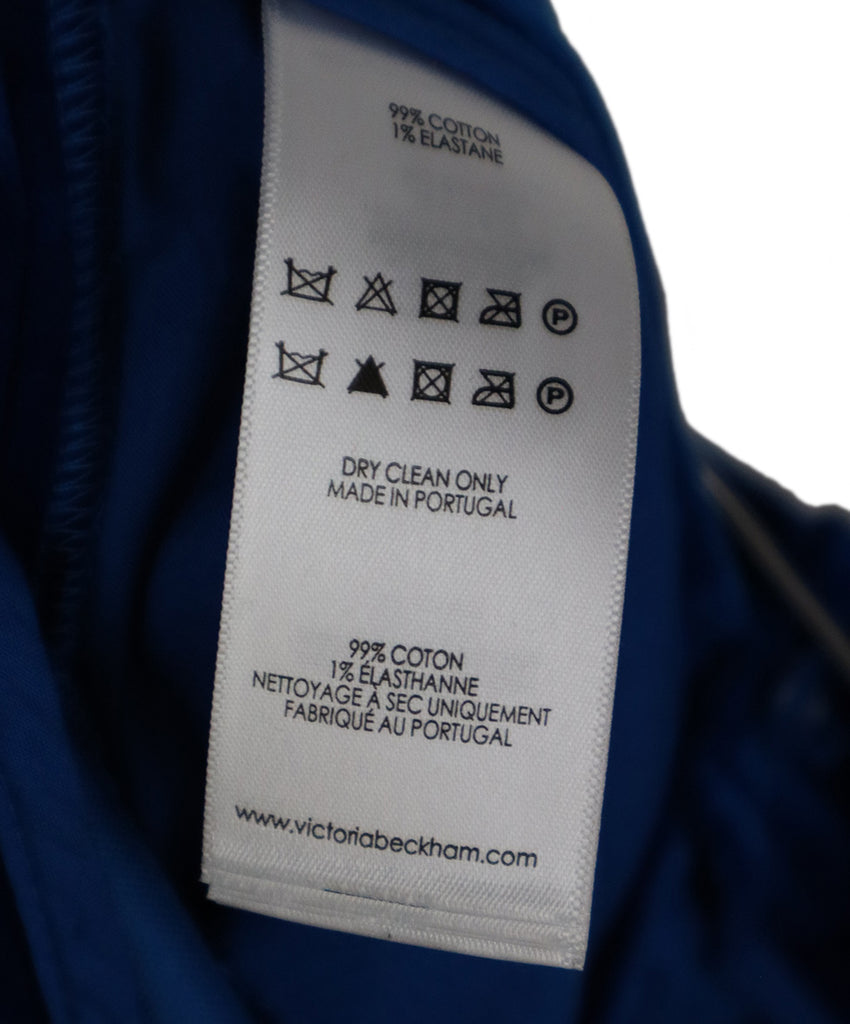 99% COTTON
1% ELASTANE
P
P
DRY CLEAN ONLY
MADE IN PORTUGAL
99% COTON
1% ÉLASTHANNE
NETTOYAGE À SEC UNIQUEMENT
FABRIQUÉ AU PORTUGAL
www.victoriabeckham.com